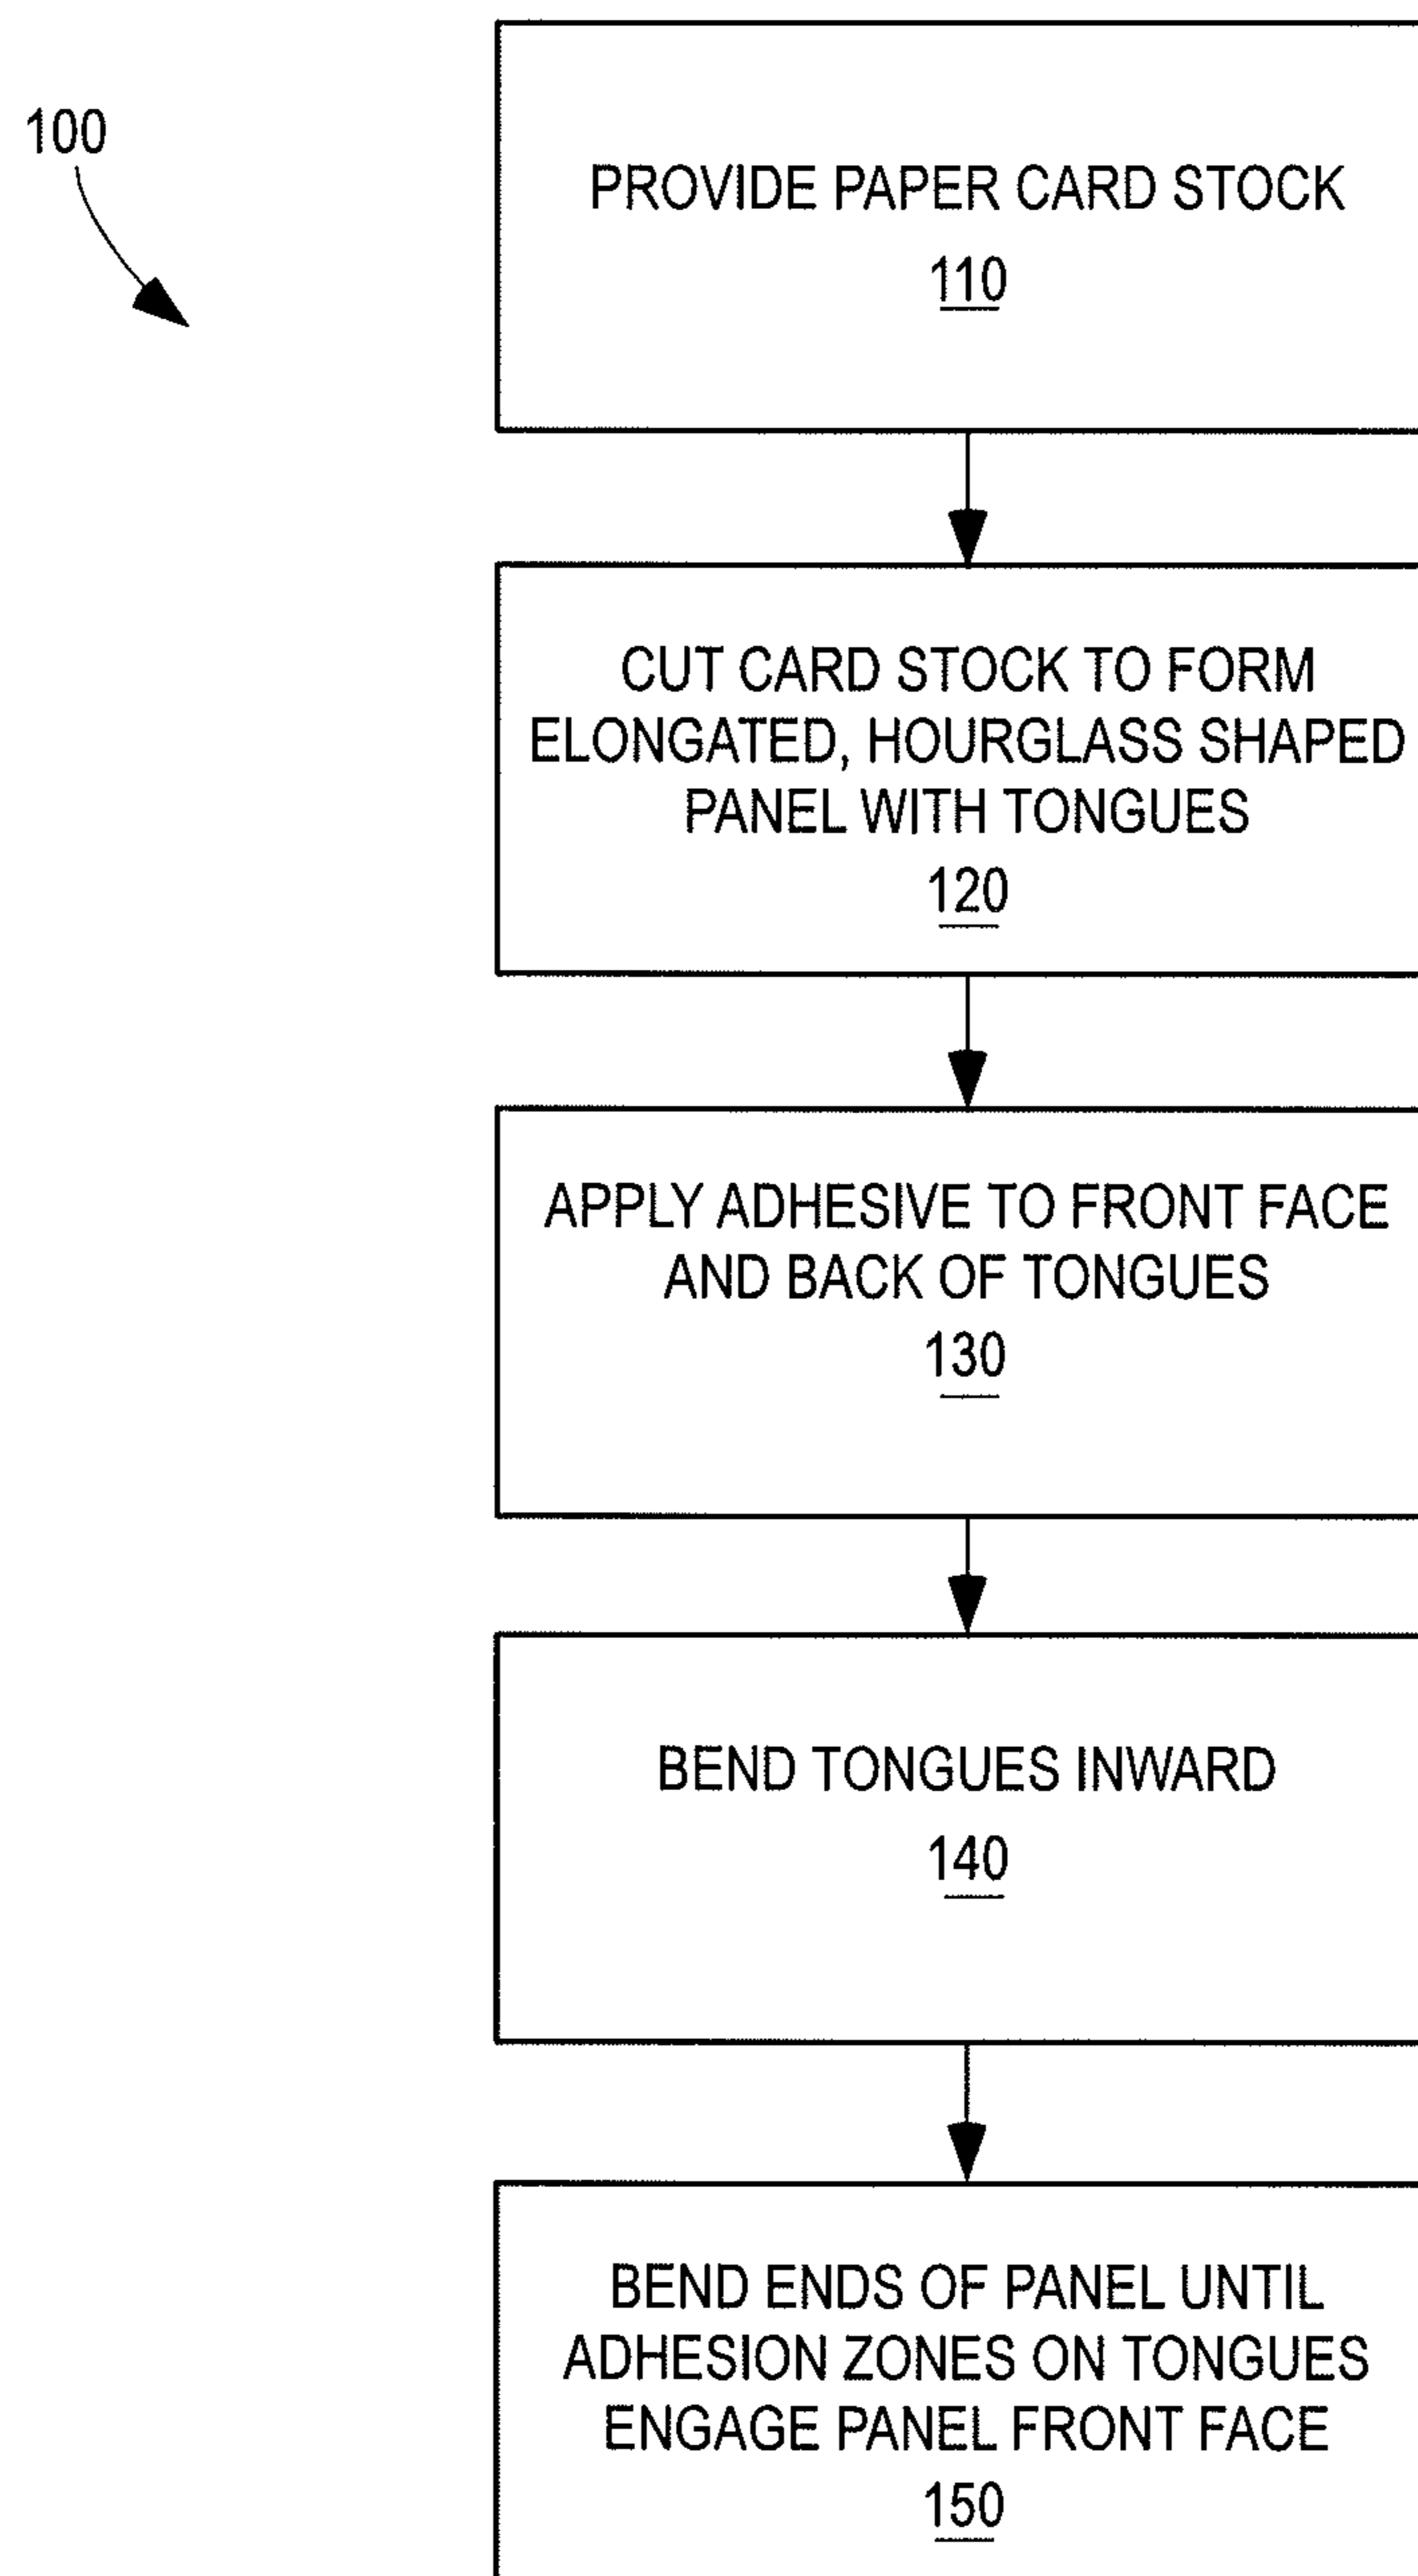 100
PROVIDE PAPER CARD STOCK
110
CUT CARD STOCK TO FORM
ELONGATED, HOURGLASS SHAPED
PANEL WITH TONGUES
120
APPLY ADHESIVE TO FRONT FACE
AND BACK OF TONGUES
130
BEND TONGUES INWARD
140
BEND ENDS OF PANEL UNTIL
ADHESION ZONES ON TONGUES
ENGAGE PANEL FRONT FACE
150